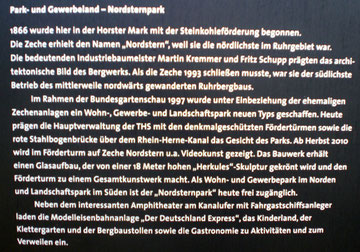 Park- und Gewerbeland – Nordsternpark
1866 wurde hier in der Horster Mark mit der Steinkohleförderung begonnen.
Die Zeche erhielt den Namen „Nordstern", weil sie die nördlichste im Ruhrgebiet war.
Die bedeutenden Industriebaumeister Martin Kremmer und Fritz Schupp prägten das archi-
tektonische Bild des Bergwerks. Als die Zeche 1993 schließen musste, war sie der südlichste
Betrieb des mittlerweile nordwärts gewanderten Ruhrbergbaus.
Im Rahmen der Bundesgartenschau 1997 wurde unter Einbeziehung der ehemaligen
Zechenanlagen ein Wohn-, Gewerbe- und Landschaftspark neuen Typs geschaffen. Heute
prägen die Hauptverwaltung der THS mit den denkmalgeschützten Fördertürmen sowie die
rote Stahlbogenbrücke über dem Rhein-Herne-Kanal das Gesicht des Parks. Ab Herbst 2010
wird im Förderturm auf Zeche Nordstern u.a. Videokunst gezeigt. Das Bauwerk erhält
einen Glasaufbau, der von einer 18 Meter hohen „Herkules"-Skulptur gekrönt wird und den
Förderturm zu einem Gesamtkunstwerk macht. Als Wohn- und Gewerbepark im Norden
und Landschaftspark im Süden ist der „Nordsternpark" heute frei zugänglich.
Neben dem interessanten Amphitheater am Kanalufer mit Fahrgastschiffsanleger
laden die Modelleisenbahnanlage „Der Deutschland Express", das Kinderland, der
Klettergarten und der Bergbaustollen sowie die Gastronomie zu Aktivitäten und zum
Verweilen ein.